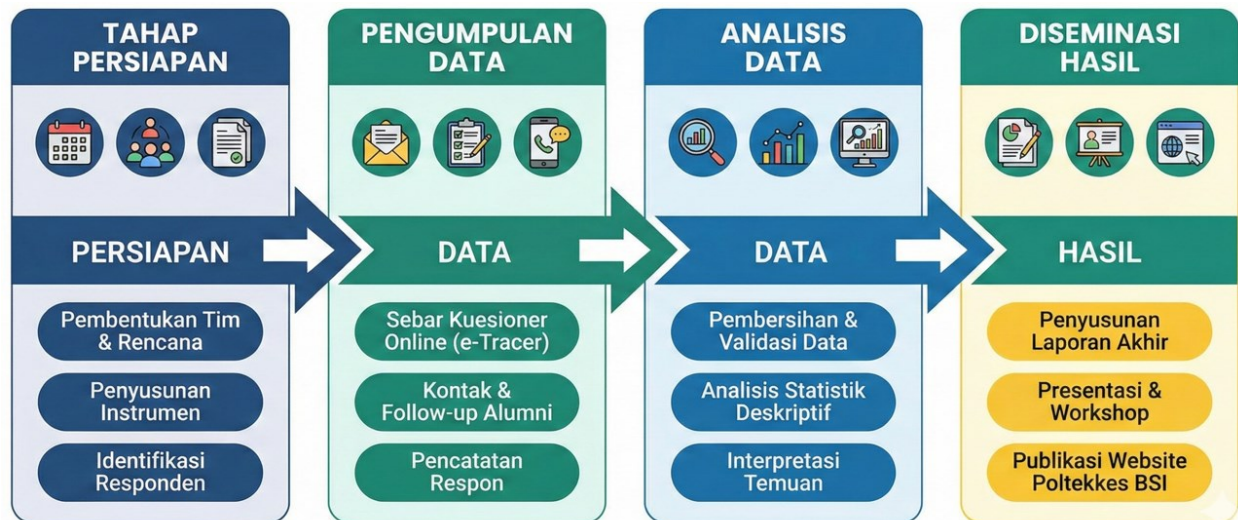 TAHAP
PERSIAPAN
PERSIAPAN
Pembentukan Tim
& Rencana
Penyusunan
Instrumen
Identifikasi
Responden
PENGUMPULAN
DATA
DATA
Sebar Kuesioner
Online (e-Tracer)
Kontak &
Follow-up Alumni
Pencatatan
Respon
ANALISIS
DATA
DATA
Pembersihan &
Validasi Data
Analisis Statistik
Deskriptif
Interpretasi
Temuan
DISEMINASI
HASIL
HASIL
Penyusunan
Laporan Akhir
Presentasi &
Workshop
Publikasi Website
Poltekkes BSI